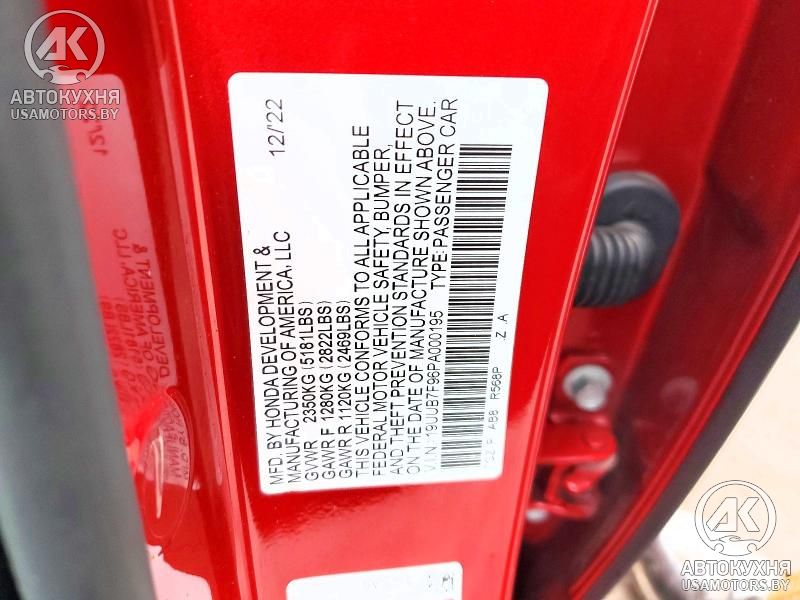 AK
АВТОКУХНЯ
USAMOTORS.BY
MFD. BY HONDA DEVELOPMENT & 12/22
MANUFACTURING OF AMERICA, LLC
GVWR 2350KG (5181LBS)
GAWR F 1280KG (2822LBS)
GAWR R 1120KG (2469LBS)
THIS VEHICLE CONFORMS TO ALL APPLICABLE
FEDERAL MOTOR VEHICLE SAFETY, BUMPER,
AND THEFT PREVENTION STANDARDS IN EFFECT
ON THE DATE OF MANUFACTURE SHOWN ABOVE.
V.I.N.:19UUB7F96PA000195 TYPE:PASSENGER CAR
R568P Z .A
AK
АВТОКУХНЯ
USAMOTORS.BY